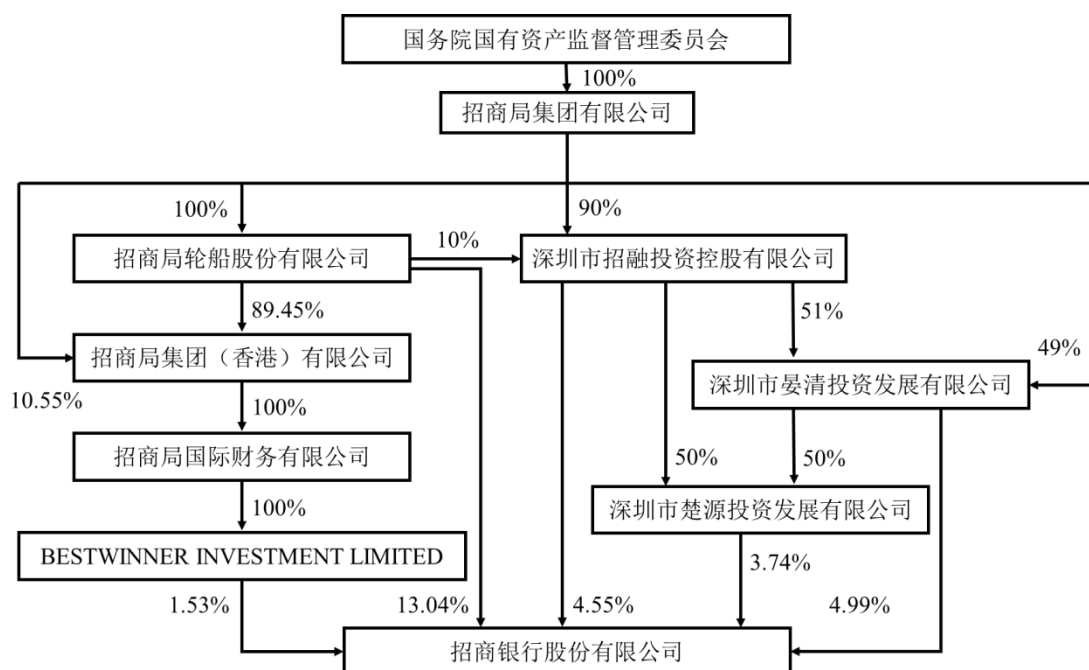 国务院国有资产监督管理委员会
100%
招商局集团有限公司
100%
90%
招商局轮船股份有限公司
10%
深圳市招融投资控股有限公司
89.45%
51%
招商局集团（香港）有限公司
49%
深圳市晏清投资发展有限公司
10.55%
100%
招商局国际财务有限公司
50%
50%
100%
深圳市楚源投资发展有限公司
BESTWINNER INVESTMENT LIMITED
3.74%
1.53%
13.04%
4.55%
4.99%
招商银行股份有限公司